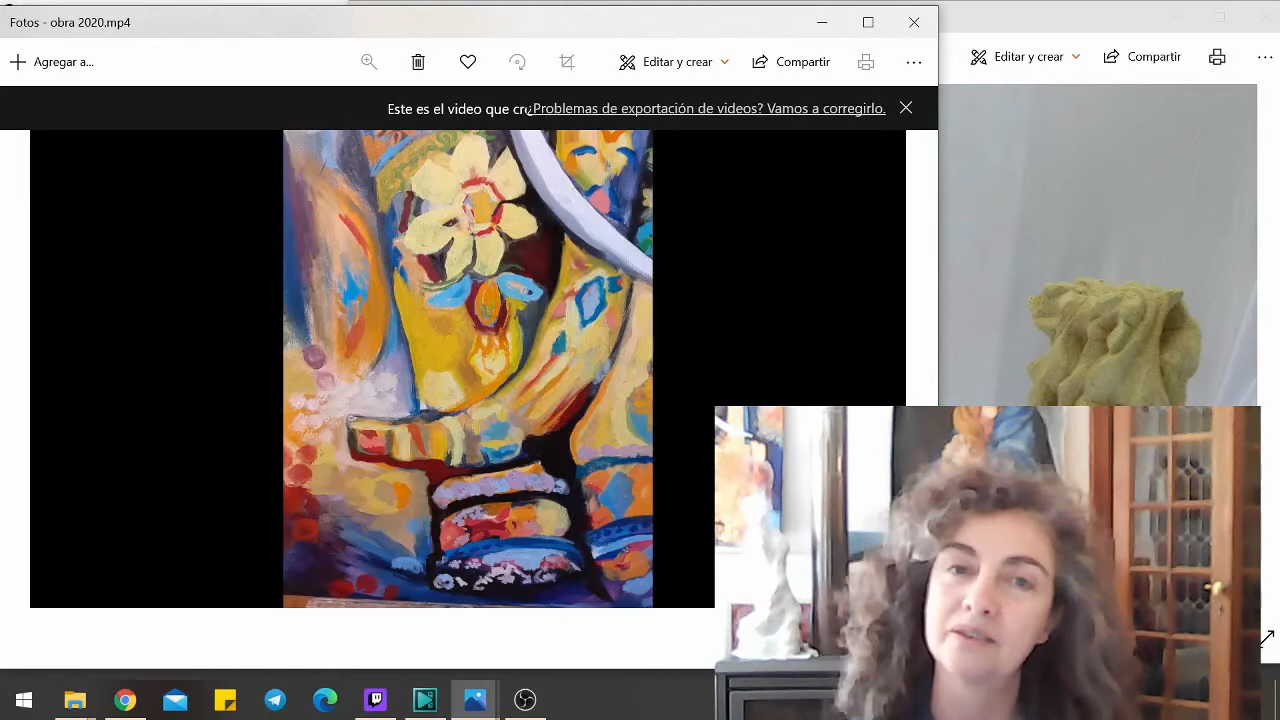 Fotos - obra 2020.mp4
Agregar a...
Editar y crear
Compartir
Editar y crear
Compartir
Este es el video que cre
¿Problemas de exportación de videos? Vamos a corregirlo.